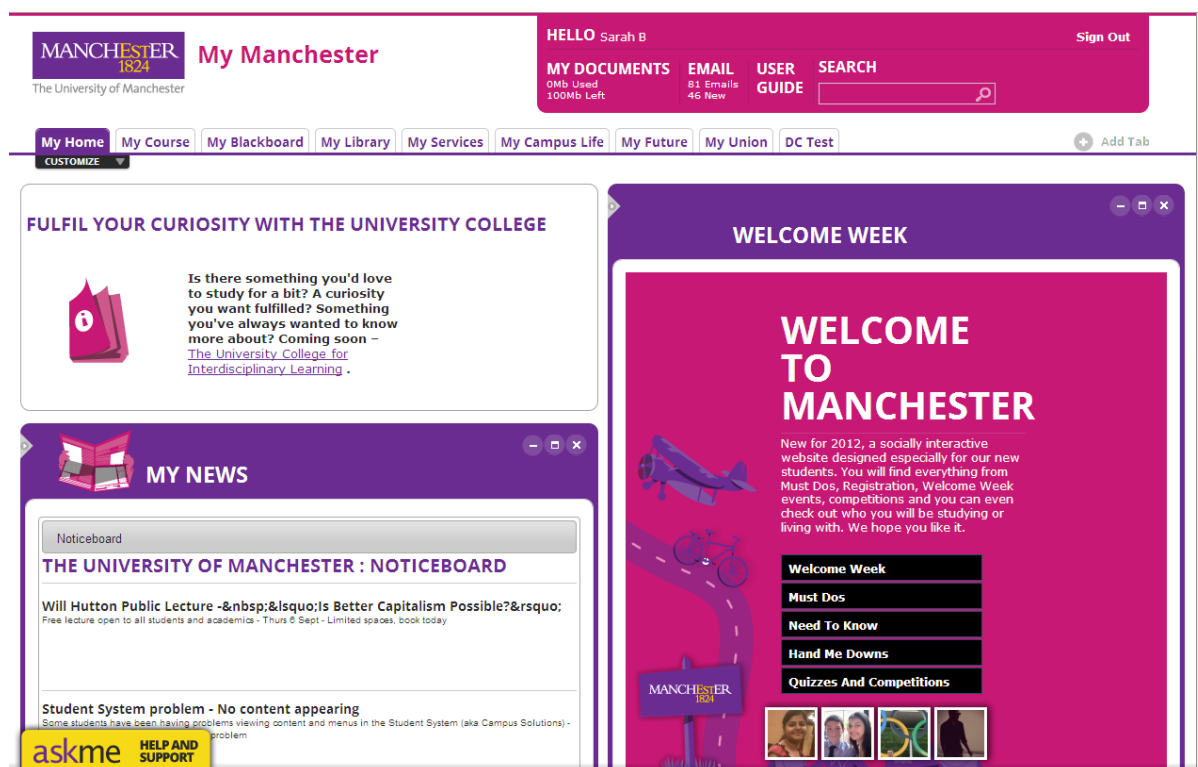 MANCHESTER
1824
The University of Manchester
My Manchester
HELLO Sarah B
Sign Out
MY DOCUMENTS
0Mb Used
100Mb Left
EMAIL
81 Emails
46 New
USER
GUIDE
SEARCH
My Home My Course My Blackboard My Library My Services My Campus Life My Future My Union DC Test
Add Tab
CUSTOMIZE
FULFIL YOUR CURIOSITY WITH THE UNIVERSITY COLLEGE
Is there something you'd love
to study for a bit? A curiosity
you want fulfilled? Something
you've always wanted to know
more about? Coming soon –
The University College for
Interdisciplinary Learning .
MY NEWS
Noticeboard
THE UNIVERSITY OF MANCHESTER : NOTICEBOARD
Will Hutton Public Lecture -&nbsp;&lsquo;Is Better Capitalism Possible?&rsquo;
Free lecture open to all students and academics - Thurs 6 Sept - Limited spaces, book today
Student System problem - No content appearing
Some students have been having problems viewing content and menus in the Student System (aka Campus Solutions) -
problem
askme HELP AND
SUPPORT
WELCOME WEEK
WELCOME
TO
MANCHESTER
New for 2012, a socially interactive
website designed especially for our new
students. You will find everything from
Must Dos, Registration, Welcome Week
events, competitions and you can even
check out who you will be studying or
living with. We hope you like it.
Welcome Week
Must Dos
Need To Know
Hand Me Downs
Quizzes And Competitions
MANCHESTER
1824